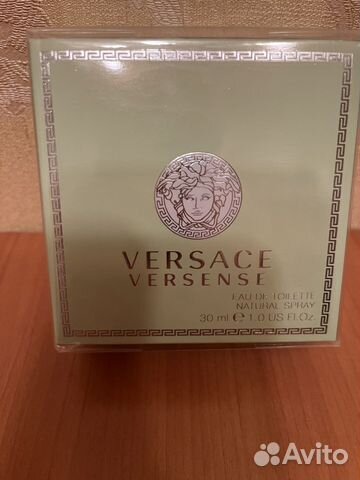 VERSACE
VERSENSE
EAU DE TOILETTE
NATURAL SPRAY
30 ml ℮ 1.0 US Fl.Oz.
Avito